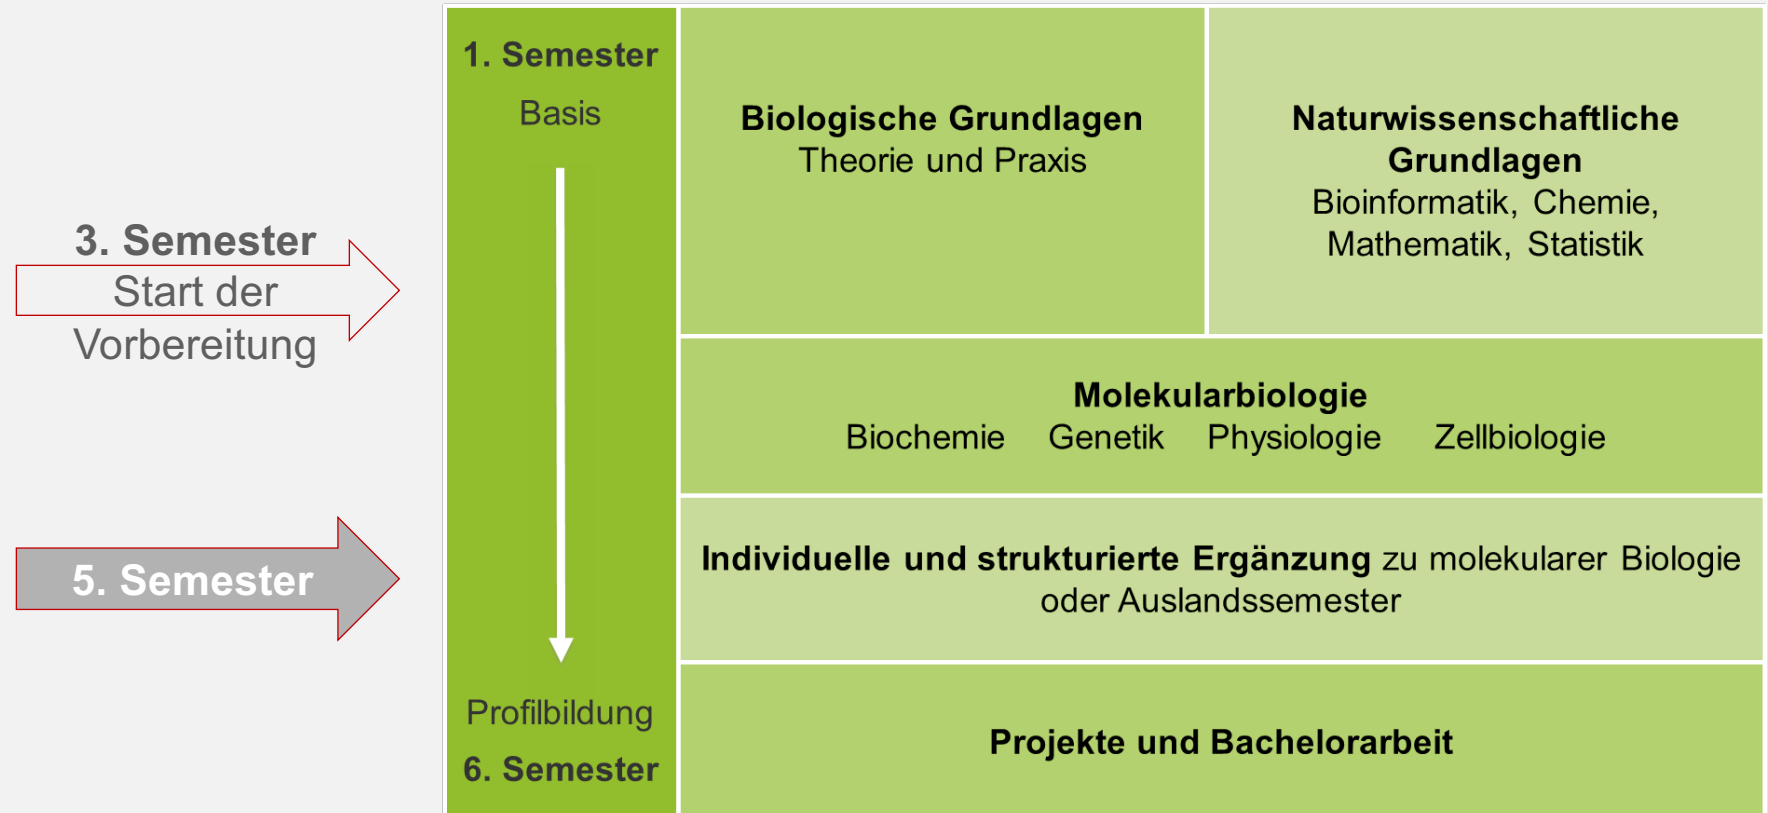 3. Semester
Start der
Vorbereitung
5. Semester
1. Semester
Basis
Profilbildung
6. Semester
Biologische Grundlagen
Theorie und Praxis
Naturwissenschaftliche
Grundlagen
Bioinformatik, Chemie,
Mathematik, Statistik
Molekularbiologie
Biochemie Genetik Physiologie Zellbiologie
Individuelle und strukturierte Ergänzung zu molekularer Biologie
oder Auslandssemester
Projekte und Bachelorarbeit